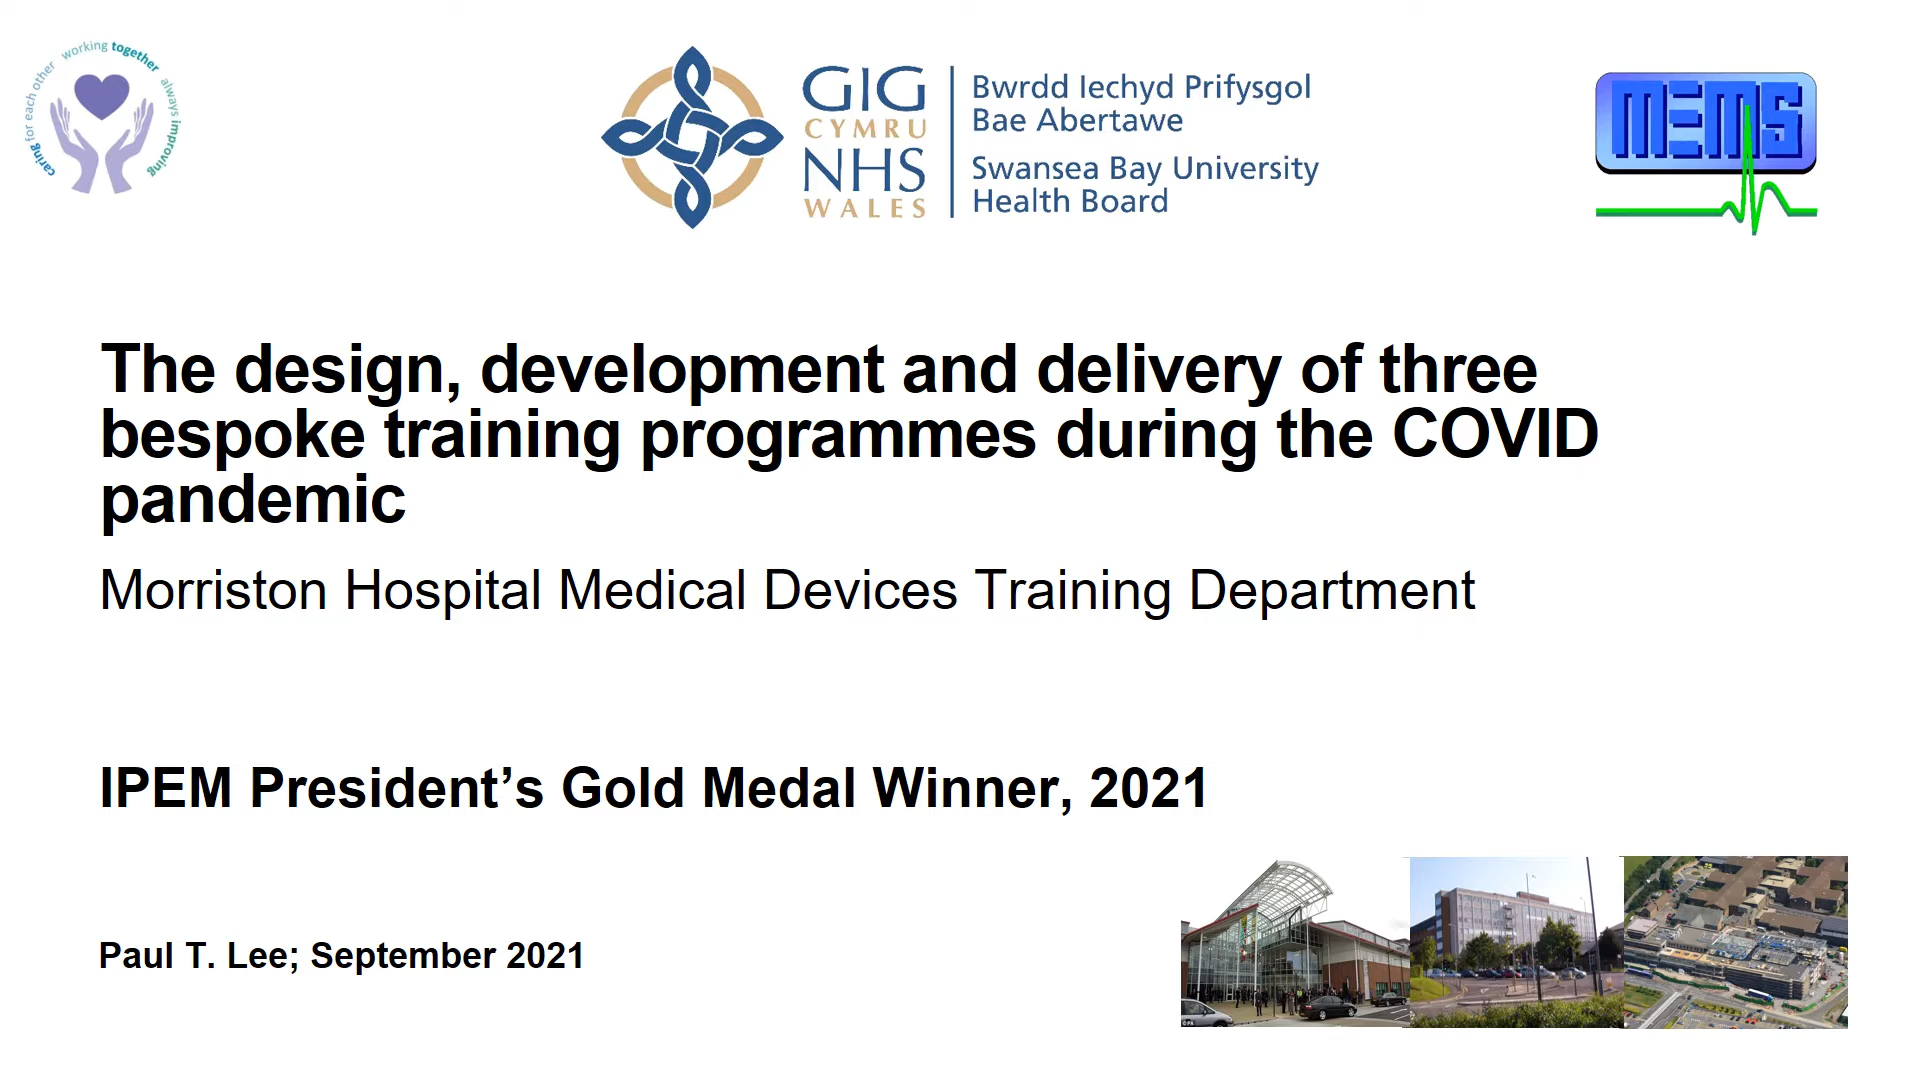 caring for each other working together always improving
GIG
CYMRU
NHS
WALES
Bwrdd Iechyd Prifysgol
Bae Abertawe
Swansea Bay University
Health Board
MEMS
The design, development and delivery of three
bespoke training programmes during the COVID
pandemic
Morriston Hospital Medical Devices Training Department
IPEM President’s Gold Medal Winner, 2021
Paul T. Lee; September 2021
©PA